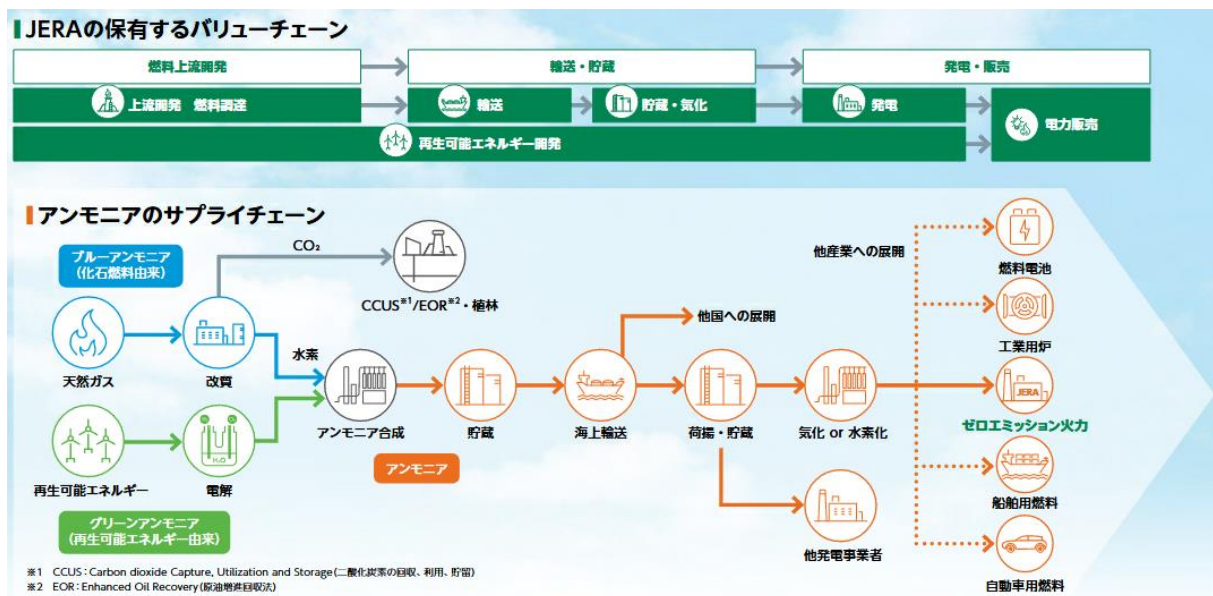 JERAの保有するバリューチェーン
燃料上流開発
輸送・貯蔵
発電・販売
上流開発 燃料調達
輸送
貯蔵・気化
発電
電力販売
再生可能エネルギー開発
アンモニアのサプライチェーン
ブルーアンモニア
(化石燃料由来)
CO₂
CCUS※1/EOR※2・植林
天然ガス
改質
水素
再生可能エネルギー
H₂O
電解
グリーンアンモニア
(再生可能エネルギー由来)
アンモニア合成
アンモニア
貯蔵
海上輸送
他国への展開
荷揚・貯蔵
気化 or 水素化
他発電事業者
他産業への展開
燃料電池
工業用炉
JERA
ゼロエミッション火力
船舶用燃料
自動車用燃料
※1 CCUS：Carbon dioxide Capture, Utilization and Storage(二酸化炭素の回収、利用、貯留)
※2 EOR：Enhanced Oil Recovery(原油増進回収法)